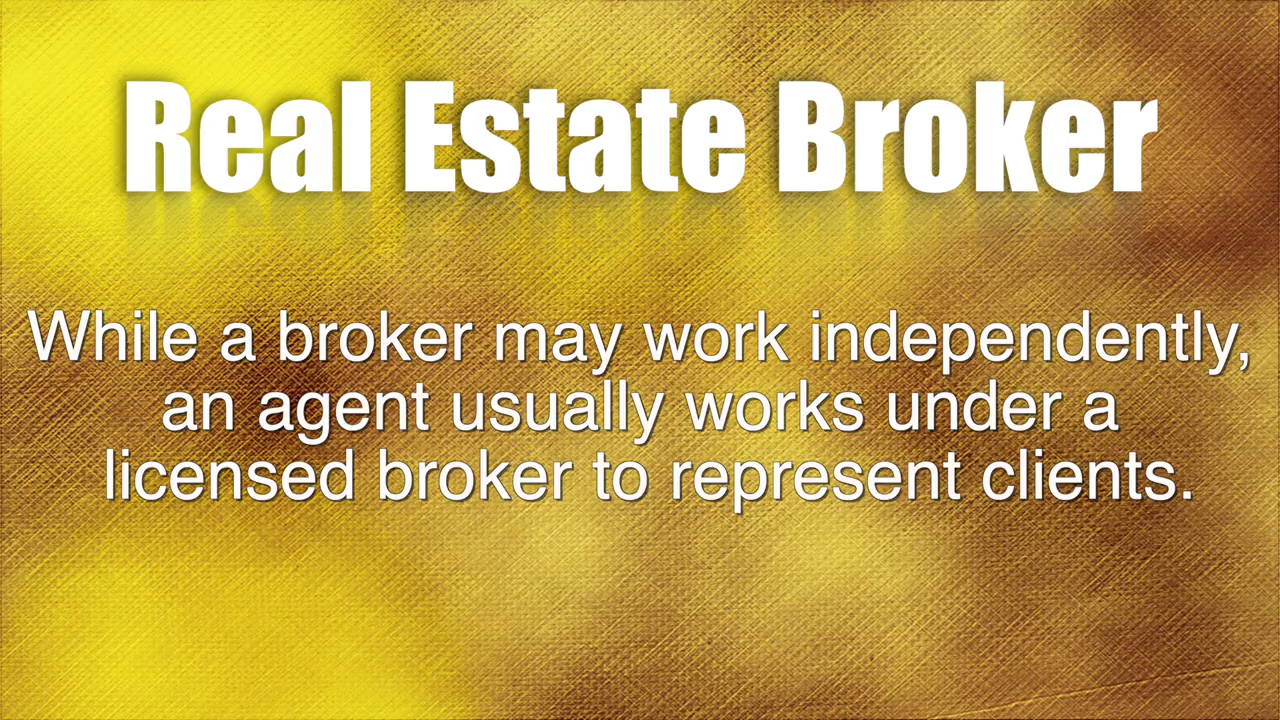 Real Estate Broker
While a broker may work independently,
an agent usually works under a
licensed broker to represent clients.